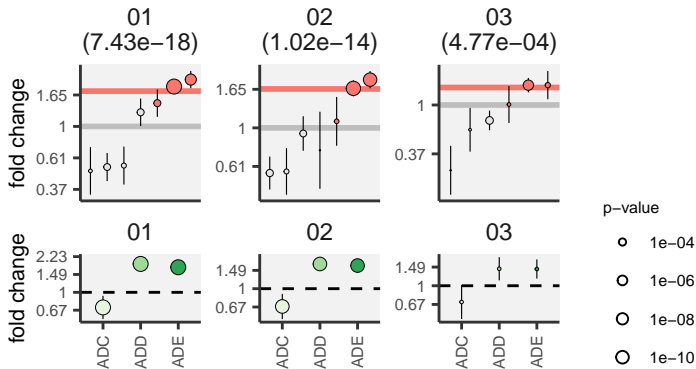 01 02 03
(7.43e−18) (1.02e−14) (4.77e−04)
fold change
1.65
1
0.61
0.37
1.65
1
0.61
1
0.37
01 02 03
fold change
2.23
1.49
1
0.67
1.49
1
0.67
1.49
1
0.67
ADC ADD ADE ADC ADD ADE ADC ADD ADE
p−value
1e−04
1e−06
1e−08
1e−10